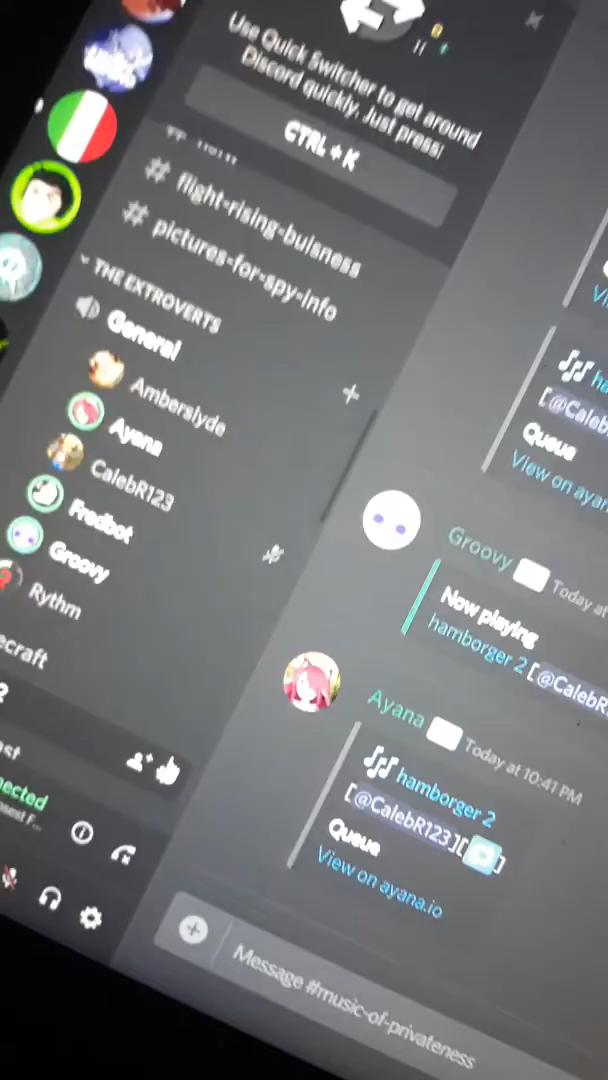 Use Quick Switcher to get around
Discord quickly. Just press:
CTRL + K
# flight-rising-buisness
# pictures-for-spy-info
THE EXTROVERTS
General
Amberslyde
Ayana
CalebR123
Fredbot
Groovy
Rythm
ecraft
Groovy
Today at
Now playing
hamborger 2 [@CalebR
Ayana
Today at 10:41 PM
hamborger 2
[@CalebR123][
]
Queue
View on ayana.io
[@Caleb
Queue
View on ayan
Message #music-of-privateness